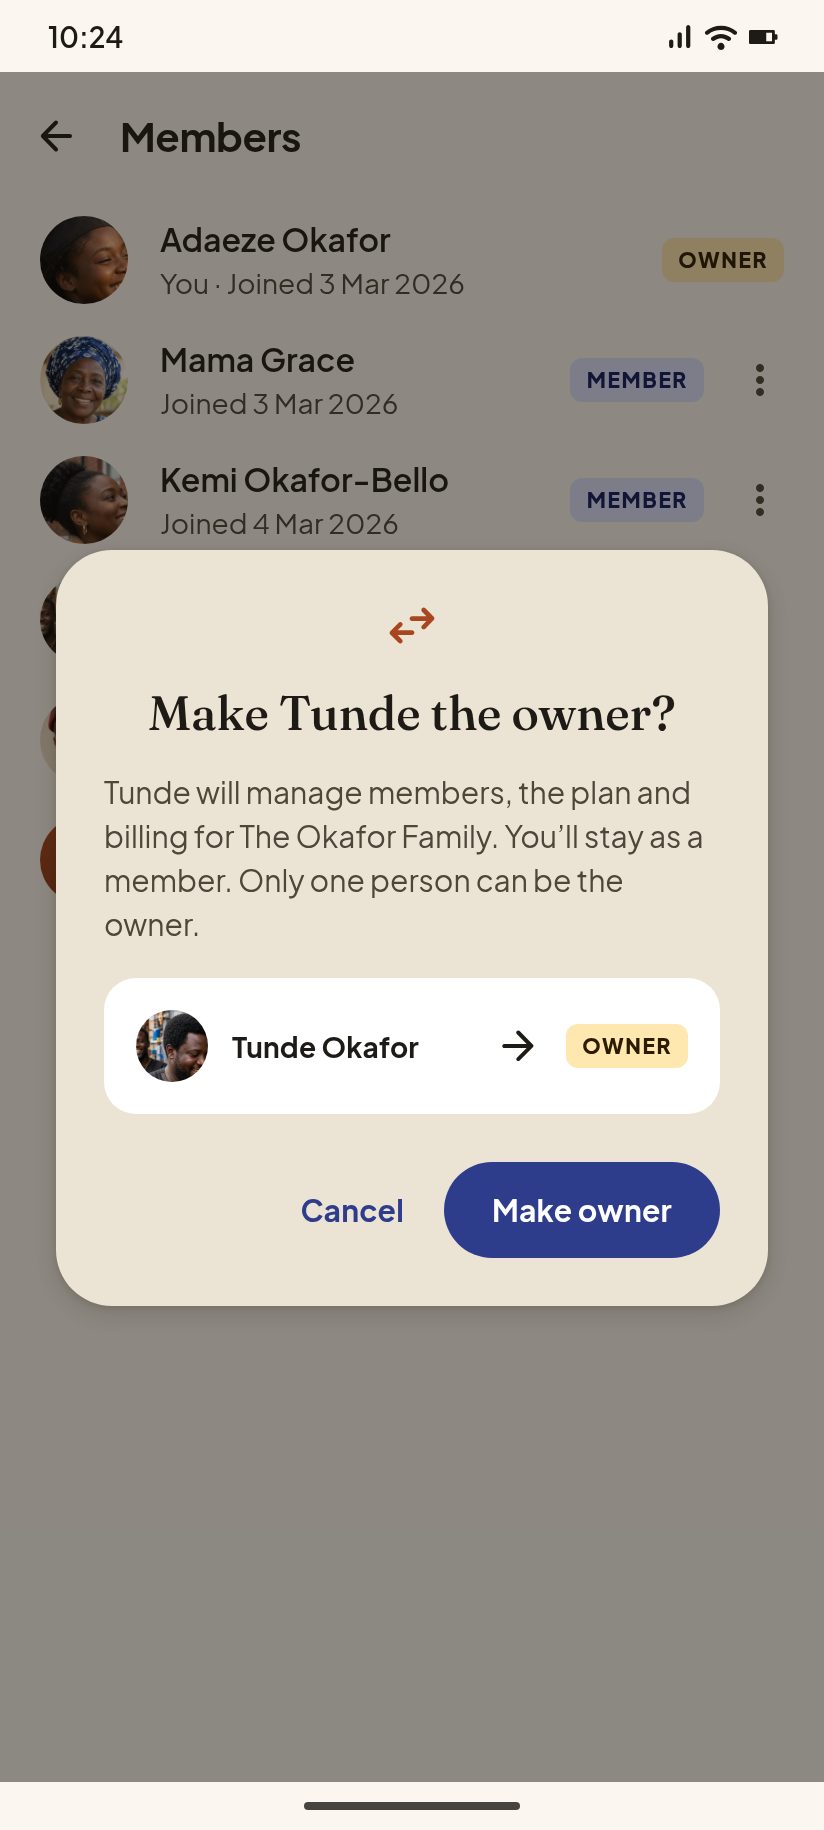 10:24
Members
Adaeze Okafor
OWNER
You · Joined 3 Mar 2026
Mama Grace
MEMBER
Joined 3 Mar 2026
Kemi Okafor-Bello
MEMBER
Joined 4 Mar 2026
Make Tunde the owner?
Tunde will manage members, the plan and
billing for The Okafor Family. You’ll stay as a
member. Only one person can be the
owner.
Tunde Okafor
OWNER
Cancel
Make owner